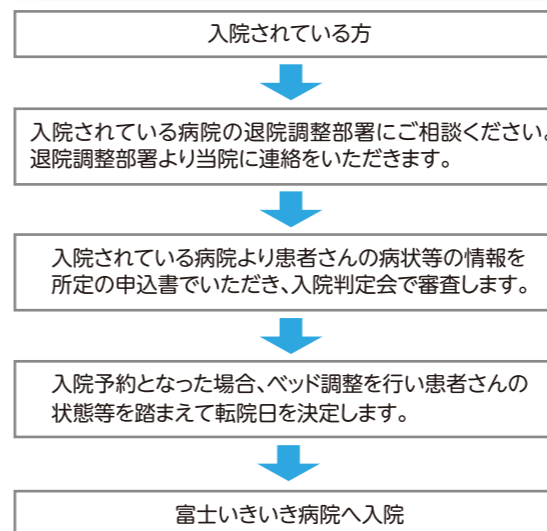 入院されている方
入院されている病院の退院調整部署にご相談ください。
退院調整部署より当院に連絡をいただきます。
入院されている病院より患者さんの病状等の情報を
所定の申込書でいただき、入院判定会で審査します。
入院予約となった場合、ベッド調整を行い患者さんの
状態等を踏まえて転院日を決定します。
富士いきいき病院へ入院